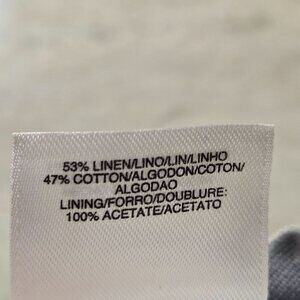 53% LINEN/LINO/LIN/LINHO
47% COTTON/ALGODON/COTON/
ALGODAO
LINING/FORRO/DOUBLURE:
100% ACETATE/ACETATO